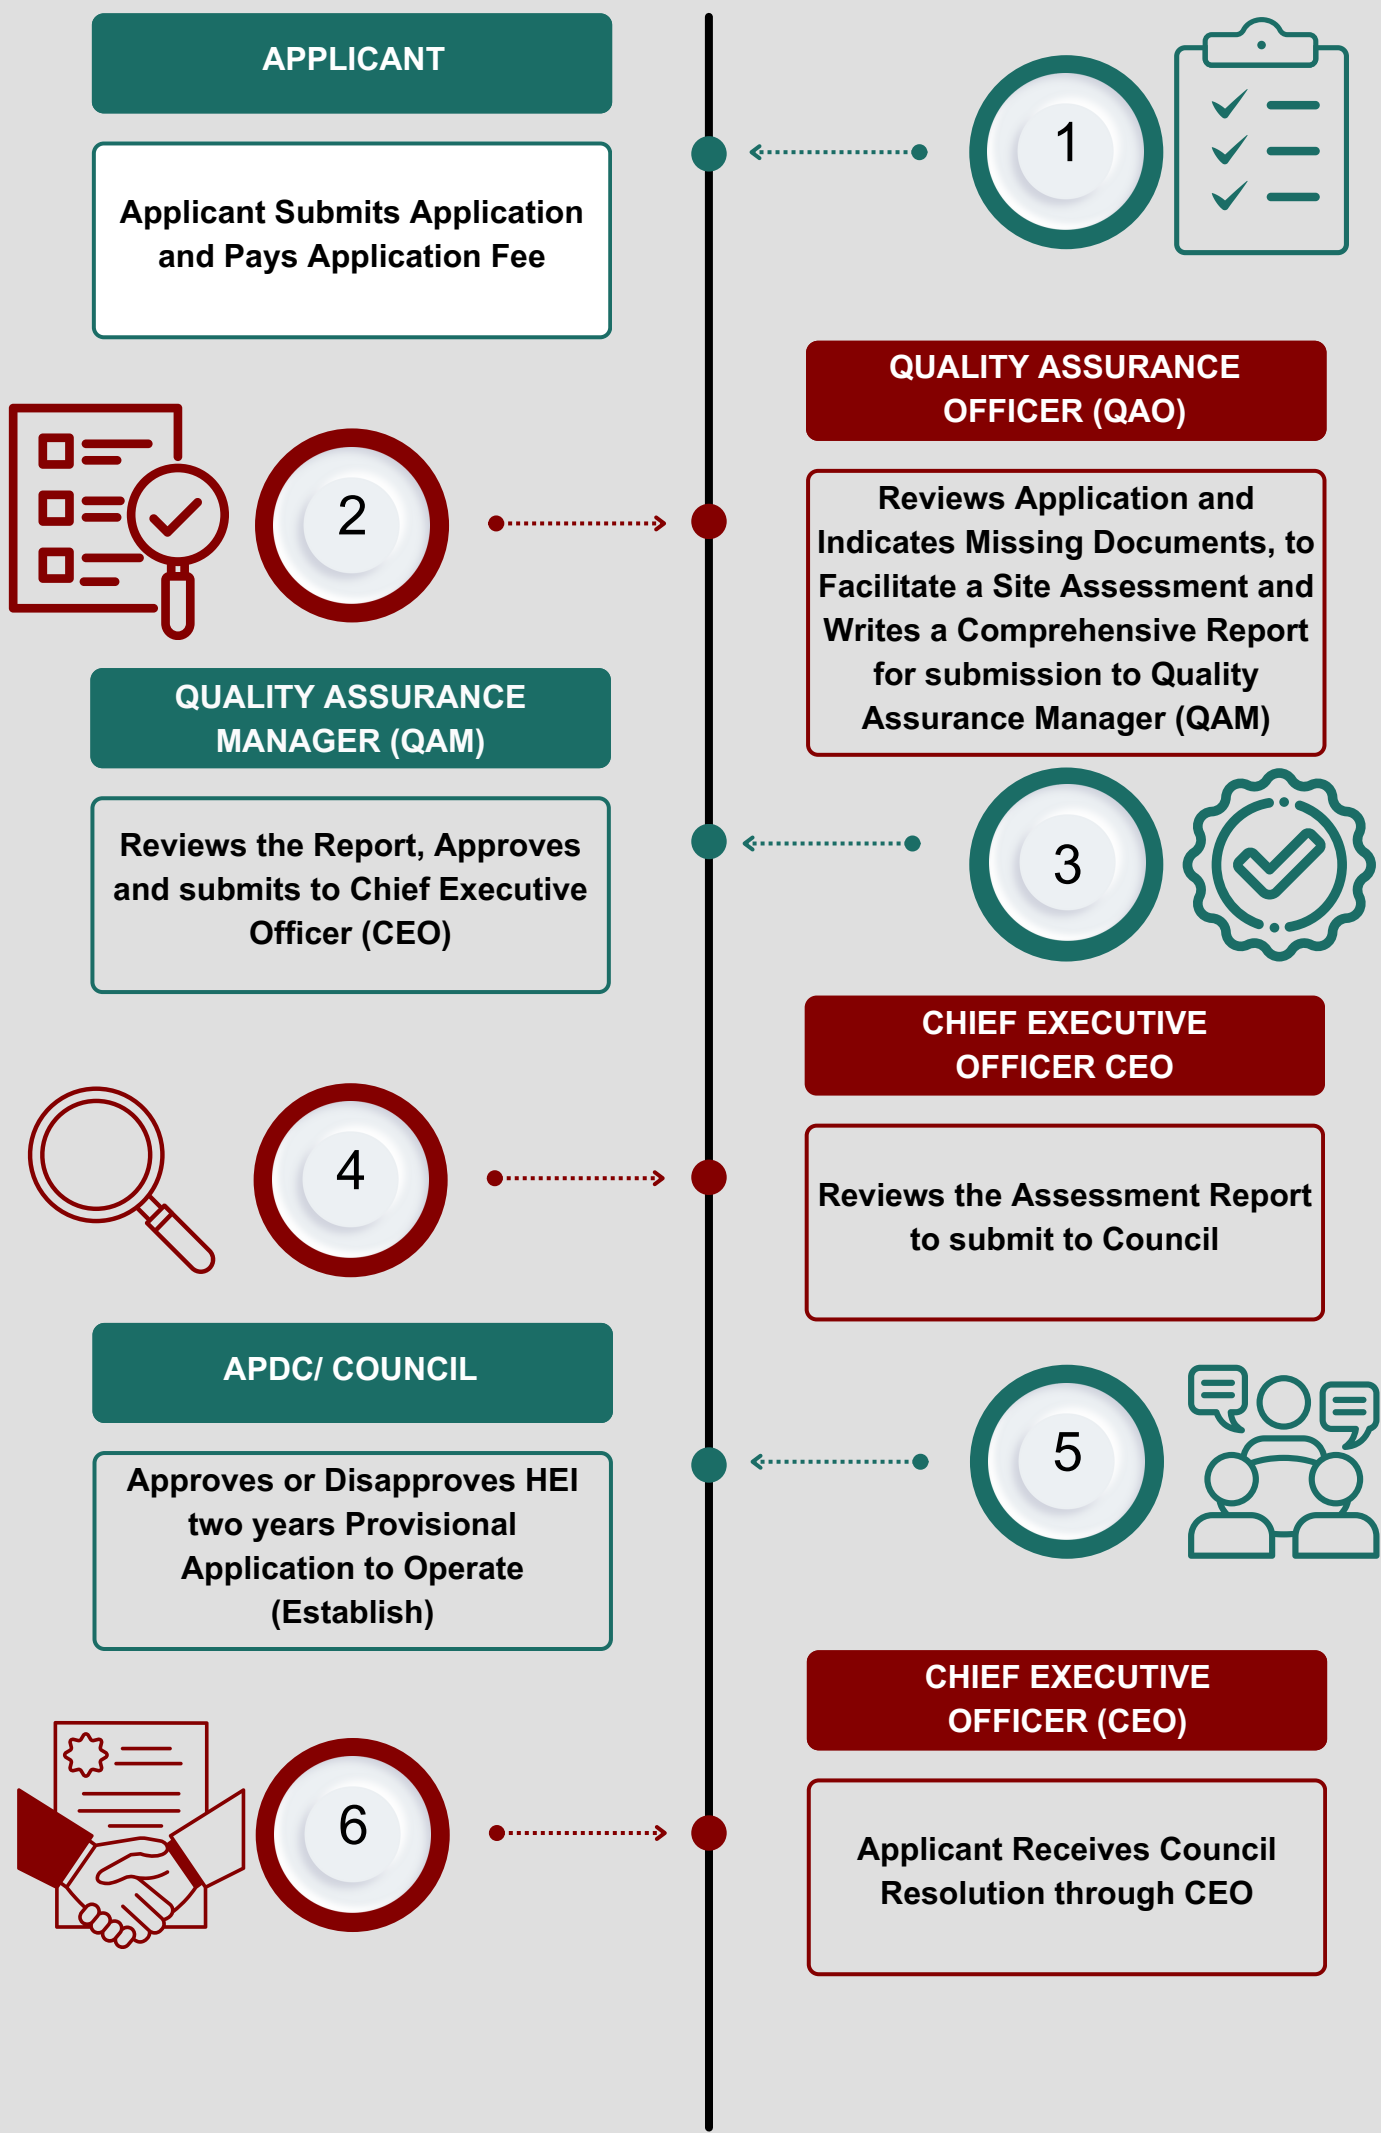 APPLICANT
1
Applicant Submits Application
and Pays Application Fee
QUALITY ASSURANCE
OFFICER (QAO)
2
Reviews Application and
Indicates Missing Documents, to
Facilitate a Site Assessment and
Writes a Comprehensive Report
for submission to Quality
Assurance Manager (QAM)
QUALITY ASSURANCE
MANAGER (QAM)
3
Reviews the Report, Approves
and submits to Chief Executive
Officer (CEO)
CHIEF EXECUTIVE
OFFICER CEO
4
Reviews the Assessment Report
to submit to Council
APDC/ COUNCIL
5
Approves or Disapproves HEI
two years Provisional
Application to Operate
(Establish)
CHIEF EXECUTIVE
OFFICER (CEO)
6
Applicant Receives Council
Resolution through CEO